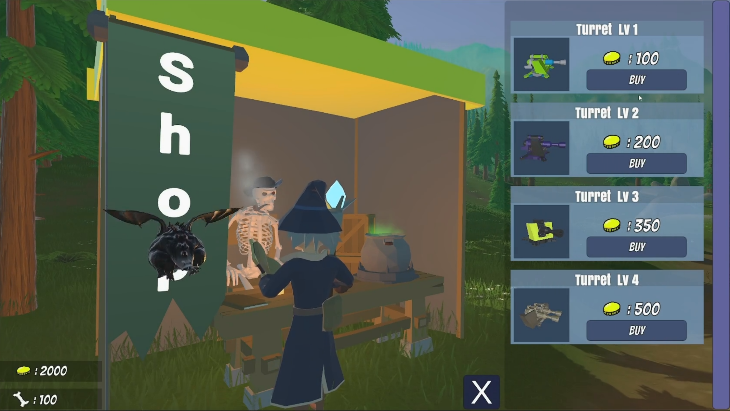 S
h
o
Turret Lv 1
: 100
BUY
Turret Lv 2
: 200
BUY
Turret Lv 3
: 350
BUY
Turret Lv 4
: 500
BUY
: 2000
: 100
X